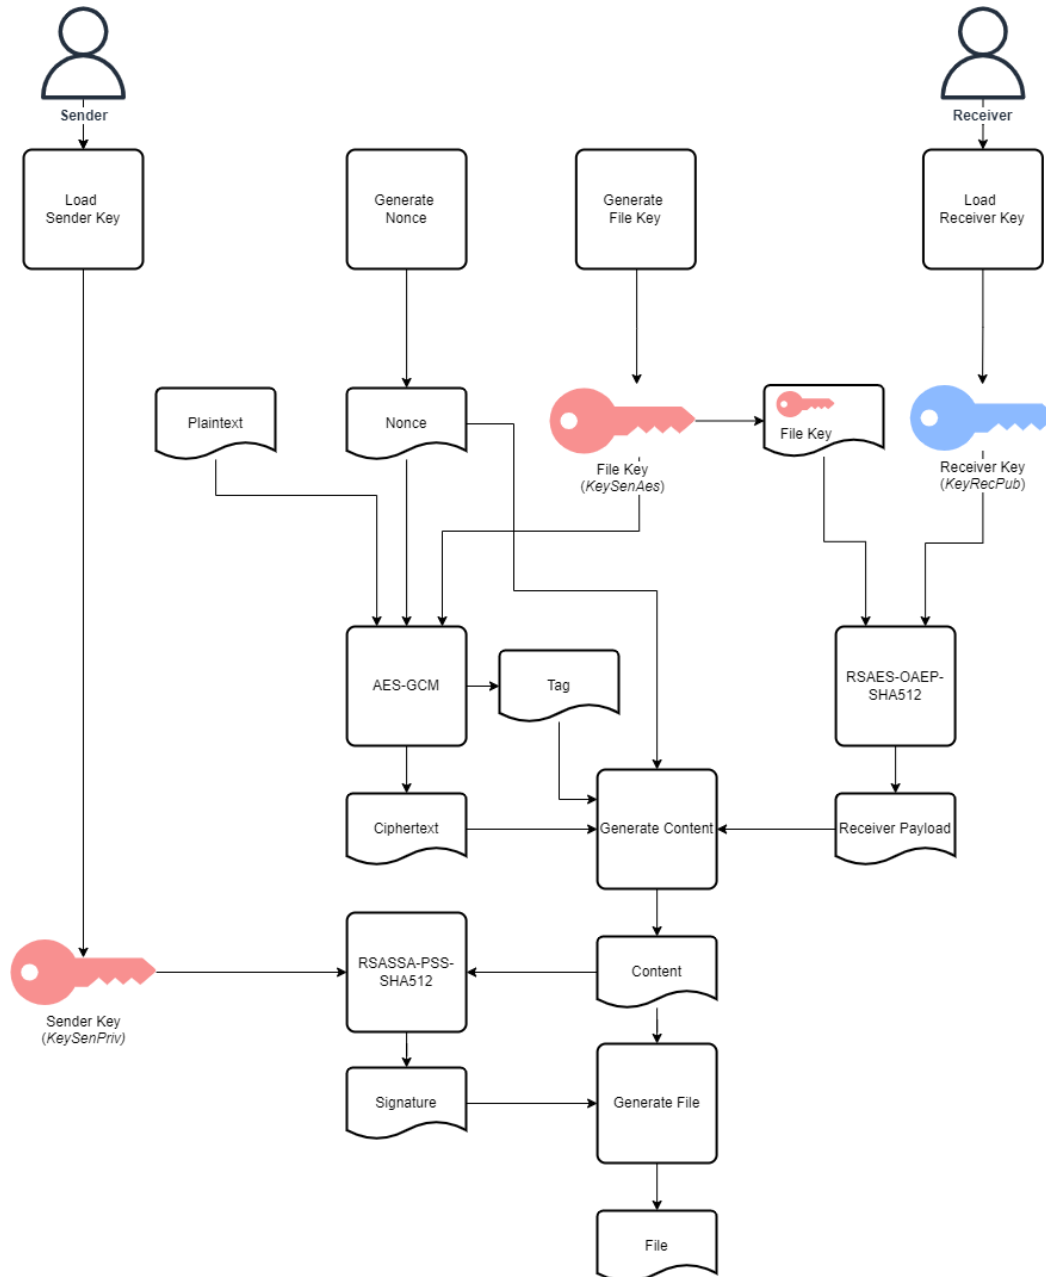 Sender
Receiver
Load
Sender Key
Generate
Nonce
Generate
File Key
Load
Receiver Key
Plaintext
Nonce
File Key
File Key
(KeySenAes)
Receiver Key
(KeyRecPub)
AES-GCM
Tag
RSAES-OAEP-
SHA512
Ciphertext
Generate Content
Receiver Payload
RSASSA-PSS-
SHA512
Content
Sender Key
(KeySenPriv)
Signature
Generate File
File